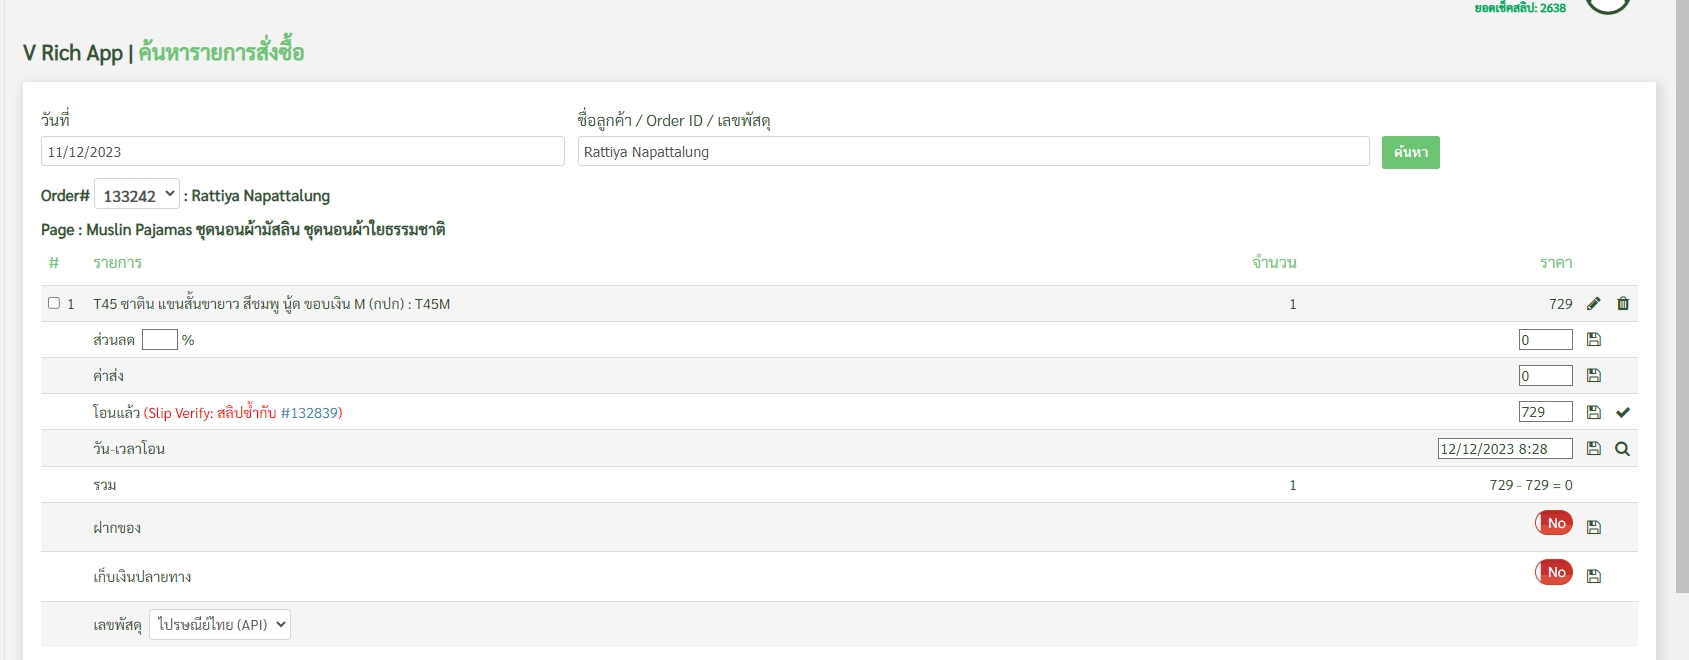 ยอดเช็คสลิป: 2638
V Rich App | ค้นหารายการสั่งซื้อ
วันที่ ชื่อลูกค้า / Order ID / เลขพัสดุ
11/12/2023 Rattiya Napattalung ค้นหา
Order# 133242 : Rattiya Napattalung
Page : Muslin Pajamas ชุดนอนผ้ามัสลิน ชุดนอนผ้าใยธรรมชาติ
# รายการ จำนวน ราคา
1 T45 ซาติน แขนสั้นขายาว สีชมพู นู้ด ขอบเงิน M (กปก) : T45M 1 729
ส่วนลด % 0
ค่าส่ง 0
โอนแล้ว (Slip Verify: สลิปซ้ำกับ #132839) 729
วัน-เวลาโอน 12/12/2023 8:28
รวม 1 729 - 729 = 0
ฝากของ No
เก็บเงินปลายทาง No
เลขพัสดุ ไปรษณีย์ไทย (API)